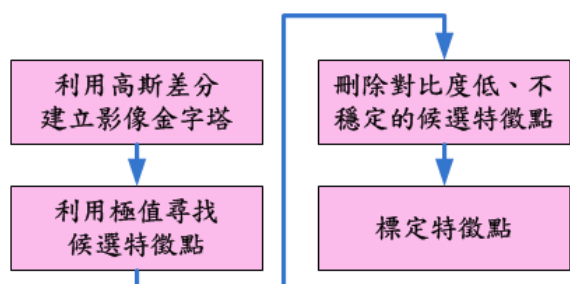 利用高斯差分
建立影像金字塔
利用極值尋找
候選特徵點
刪除對比度低、不
穩定的候選特徵點
標定特徵點